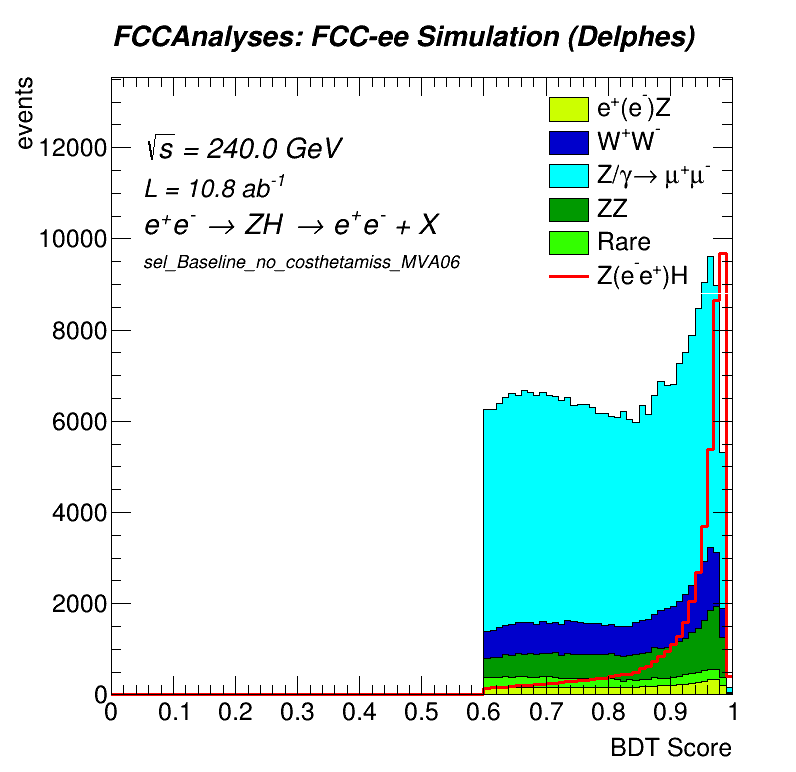 FCCAnalyses: FCC-ee Simulation (Delphes)
events
√s = 240.0 GeV
L = 10.8 ab⁻¹
e⁺e⁻ → ZH → e⁺e⁻ + X
sel_Baseline_no_costhetamiss_MVA06
e⁺(e⁻)Z
W⁺W⁻
Z/γ→ μ⁺μ⁻
ZZ
Rare
Z(e⁻e⁺)H
12000
10000
8000
6000
4000
2000
0
0 0.1 0.2 0.3 0.4 0.5 0.6 0.7 0.8 0.9 1
BDT Score